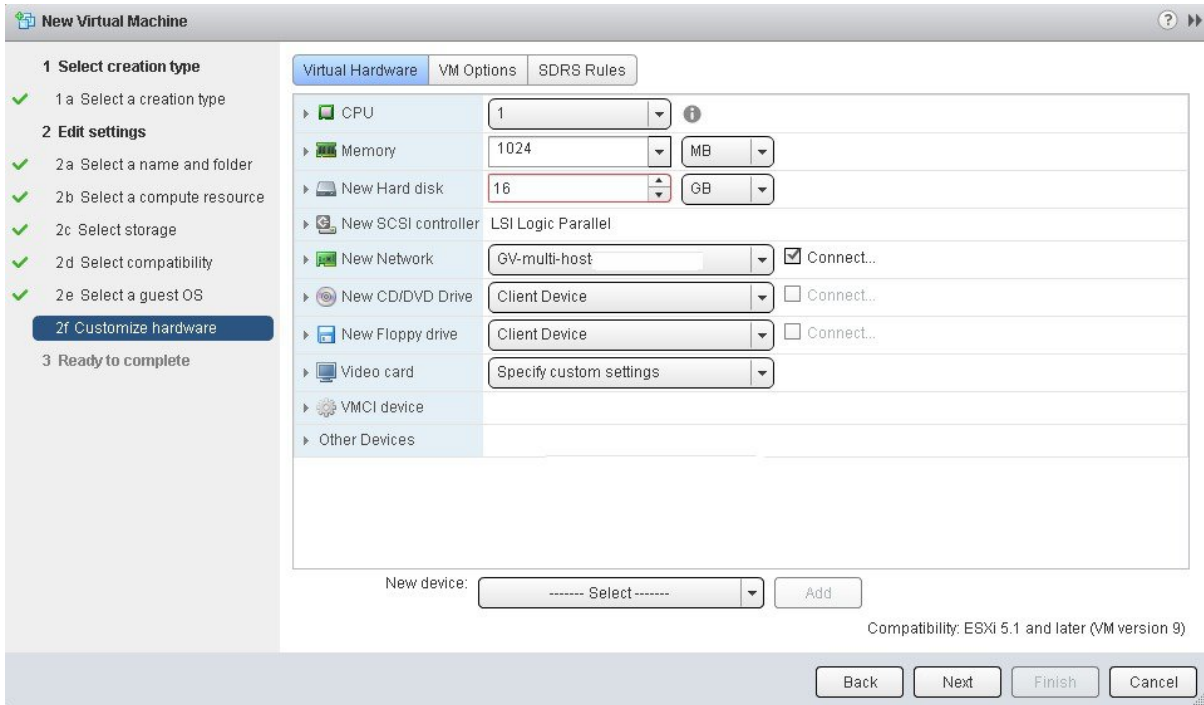 New Virtual Machine
1 Select creation type
1a Select a creation type
2 Edit settings
2a Select a name and folder
2b Select a compute resource
2c Select storage
2d Select compatibility
2e Select a guest OS
2f Customize hardware
3 Ready to complete
Virtual Hardware VM Options SDRS Rules
CPU 1
Memory 1024 MB
New Hard disk 16 GB
New SCSI controller LSI Logic Parallel
New Network GV-multi-host Connect...
New CD/DVD Drive Client Device Connect...
New Floppy drive Client Device Connect...
Video card Specify custom settings
VMCI device
Other Devices
New device: ------- Select ------- Add
Compatibility: ESXi 5.1 and later (VM version 9)
Back Next Finish Cancel